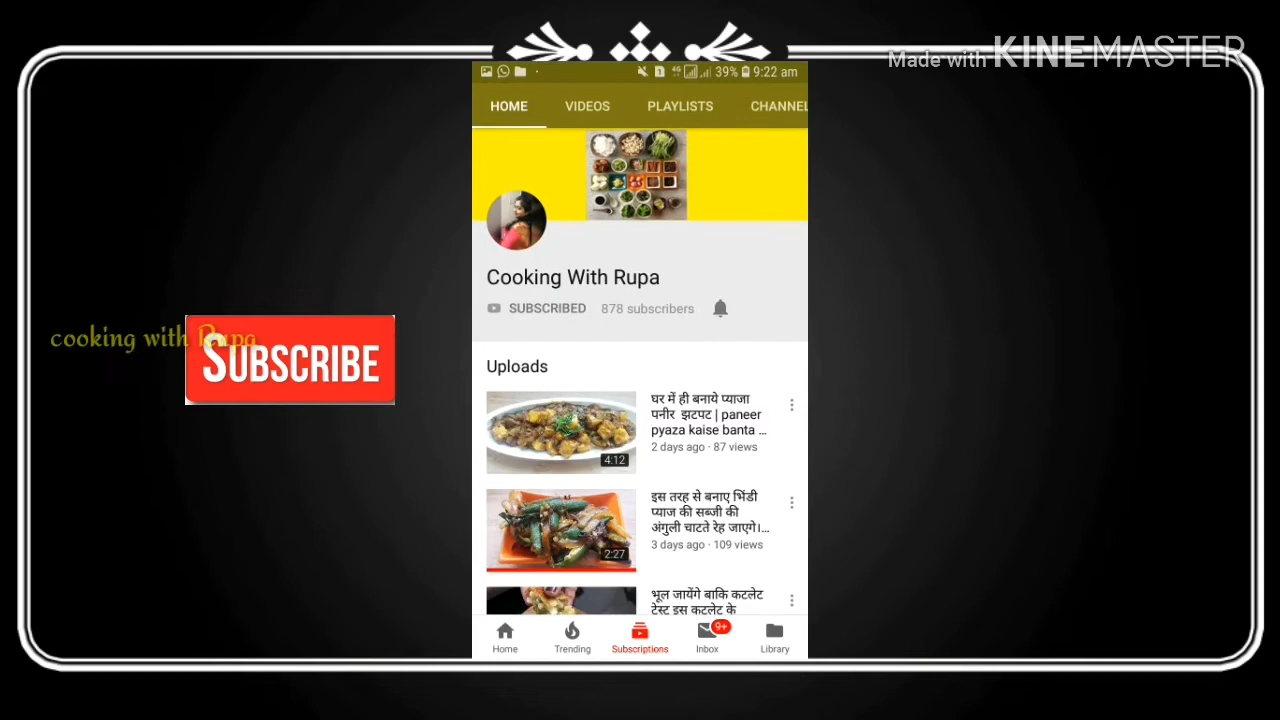 Made with KINEMASTER
39% 9:22 am
HOME VIDEOS PLAYLISTS CHANNEL
Cooking With Rupa
SUBSCRIBED 878 subscribers
cooking with Rupa
SUBSCRIBE
Uploads
घर में ही बनाये प्याजा
पनीर झटपट | paneer
pyaza kaise banta ...
2 days ago · 87 views
4:12
इस तरह से बनाए भिंडी
प्याज की सब्जी की
अंगुली चाटते रेह जाएगे।...
3 days ago · 109 views
2:27
भूल जायेंगे बाकि कटलेट
टेस्ट इस कटलेट के
9+
Home Trending Subscriptions Inbox Library